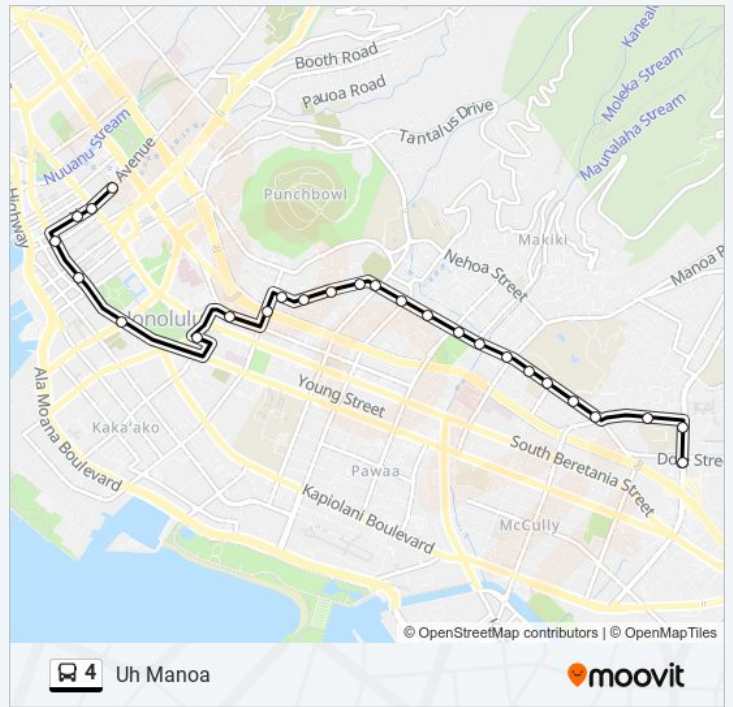 Booth Road
Pauoa Road
Kaneal
Moleka Stream
Maunalaha Stream
Tantalus Drive
Nuuanu Stream
Avenue
Highway
Punchbowl
Makiki
Nehoa Street
Manoa R
Honolulu
Young Street
Ala Moana Boulevard
Kaka'ako
Pawaa
South Beretania Street
Do Stre
Kapiolani Boulevard
McCully
© OpenStreetMap contributors | © OpenMapTiles
4 Uh Manoa
moovit